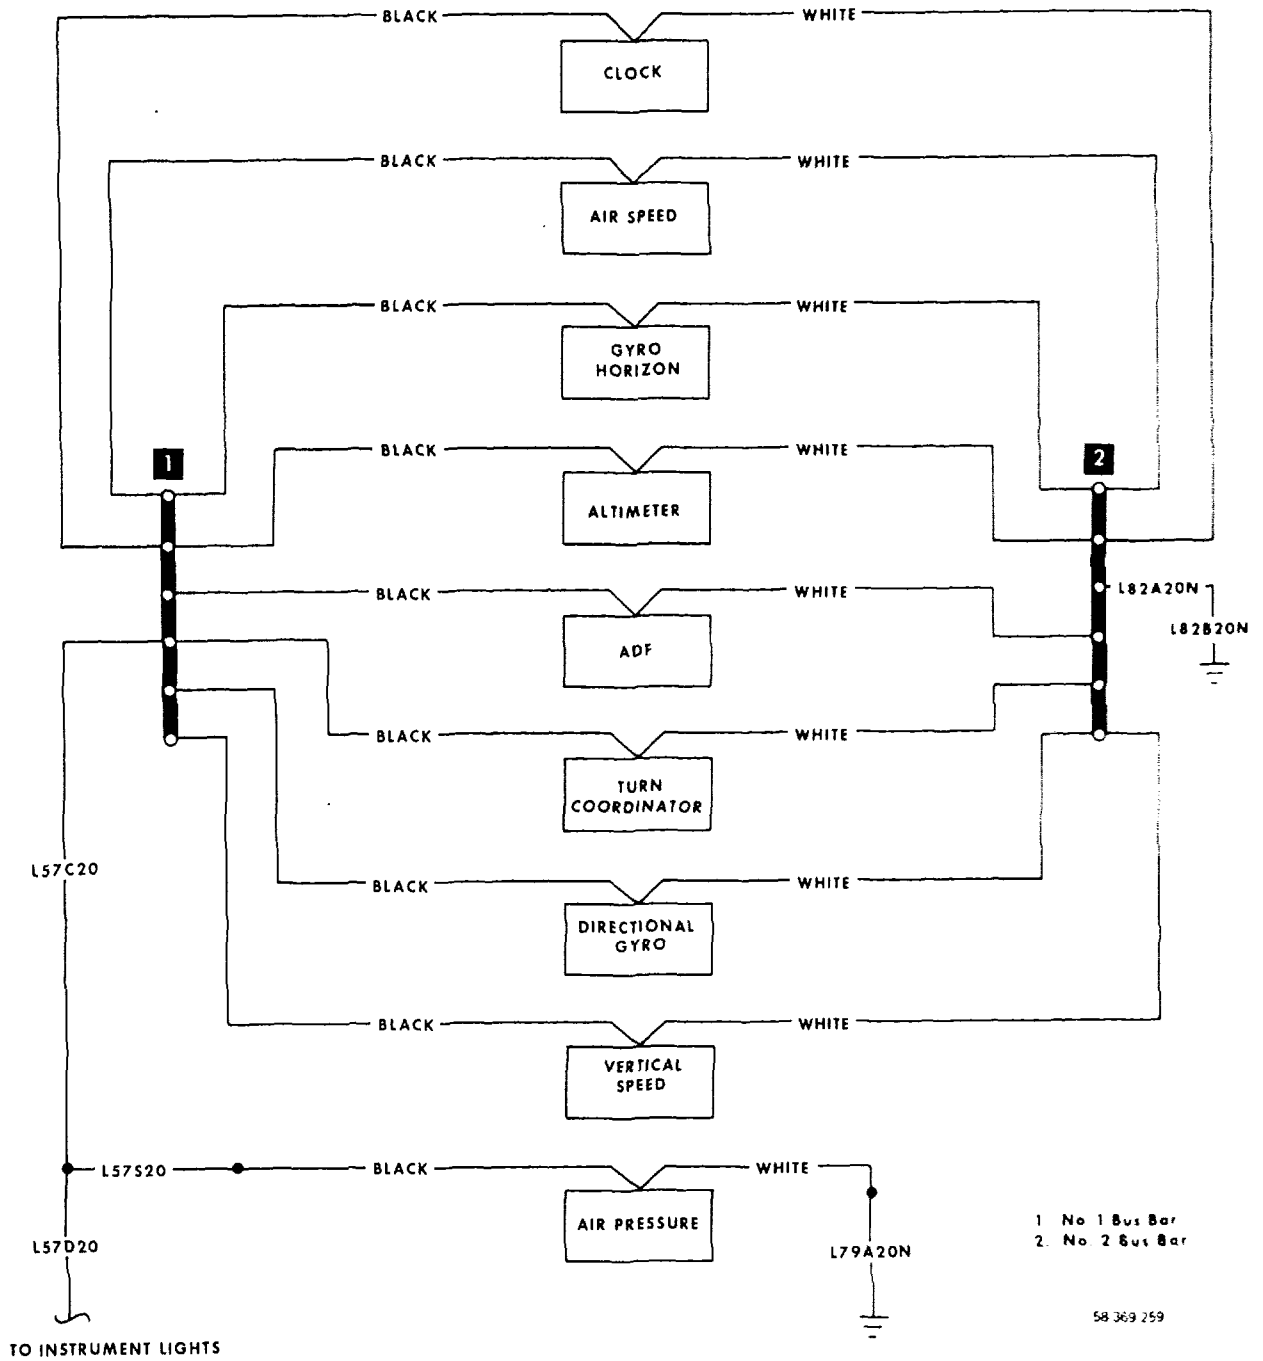 BLACK WHITE
CLOCK
BLACK WHITE
AIR SPEED
BLACK WHITE
GYRO
HORIZON
BLACK WHITE
1
2
ALTIMETER
BLACK WHITE
L82A20N
L82B20N
ADF
BLACK WHITE
TURN
COORDINATOR
L57C20
BLACK WHITE
DIRECTIONAL
GYRO
BLACK WHITE
VERTICAL
SPEED
L57S20 BLACK WHITE
AIR PRESSURE
1 No 1 Bus Bar
2. No. 2 Bus Bar
L57D20
L79A20N
58 369 259
TO INSTRUMENT LIGHTS